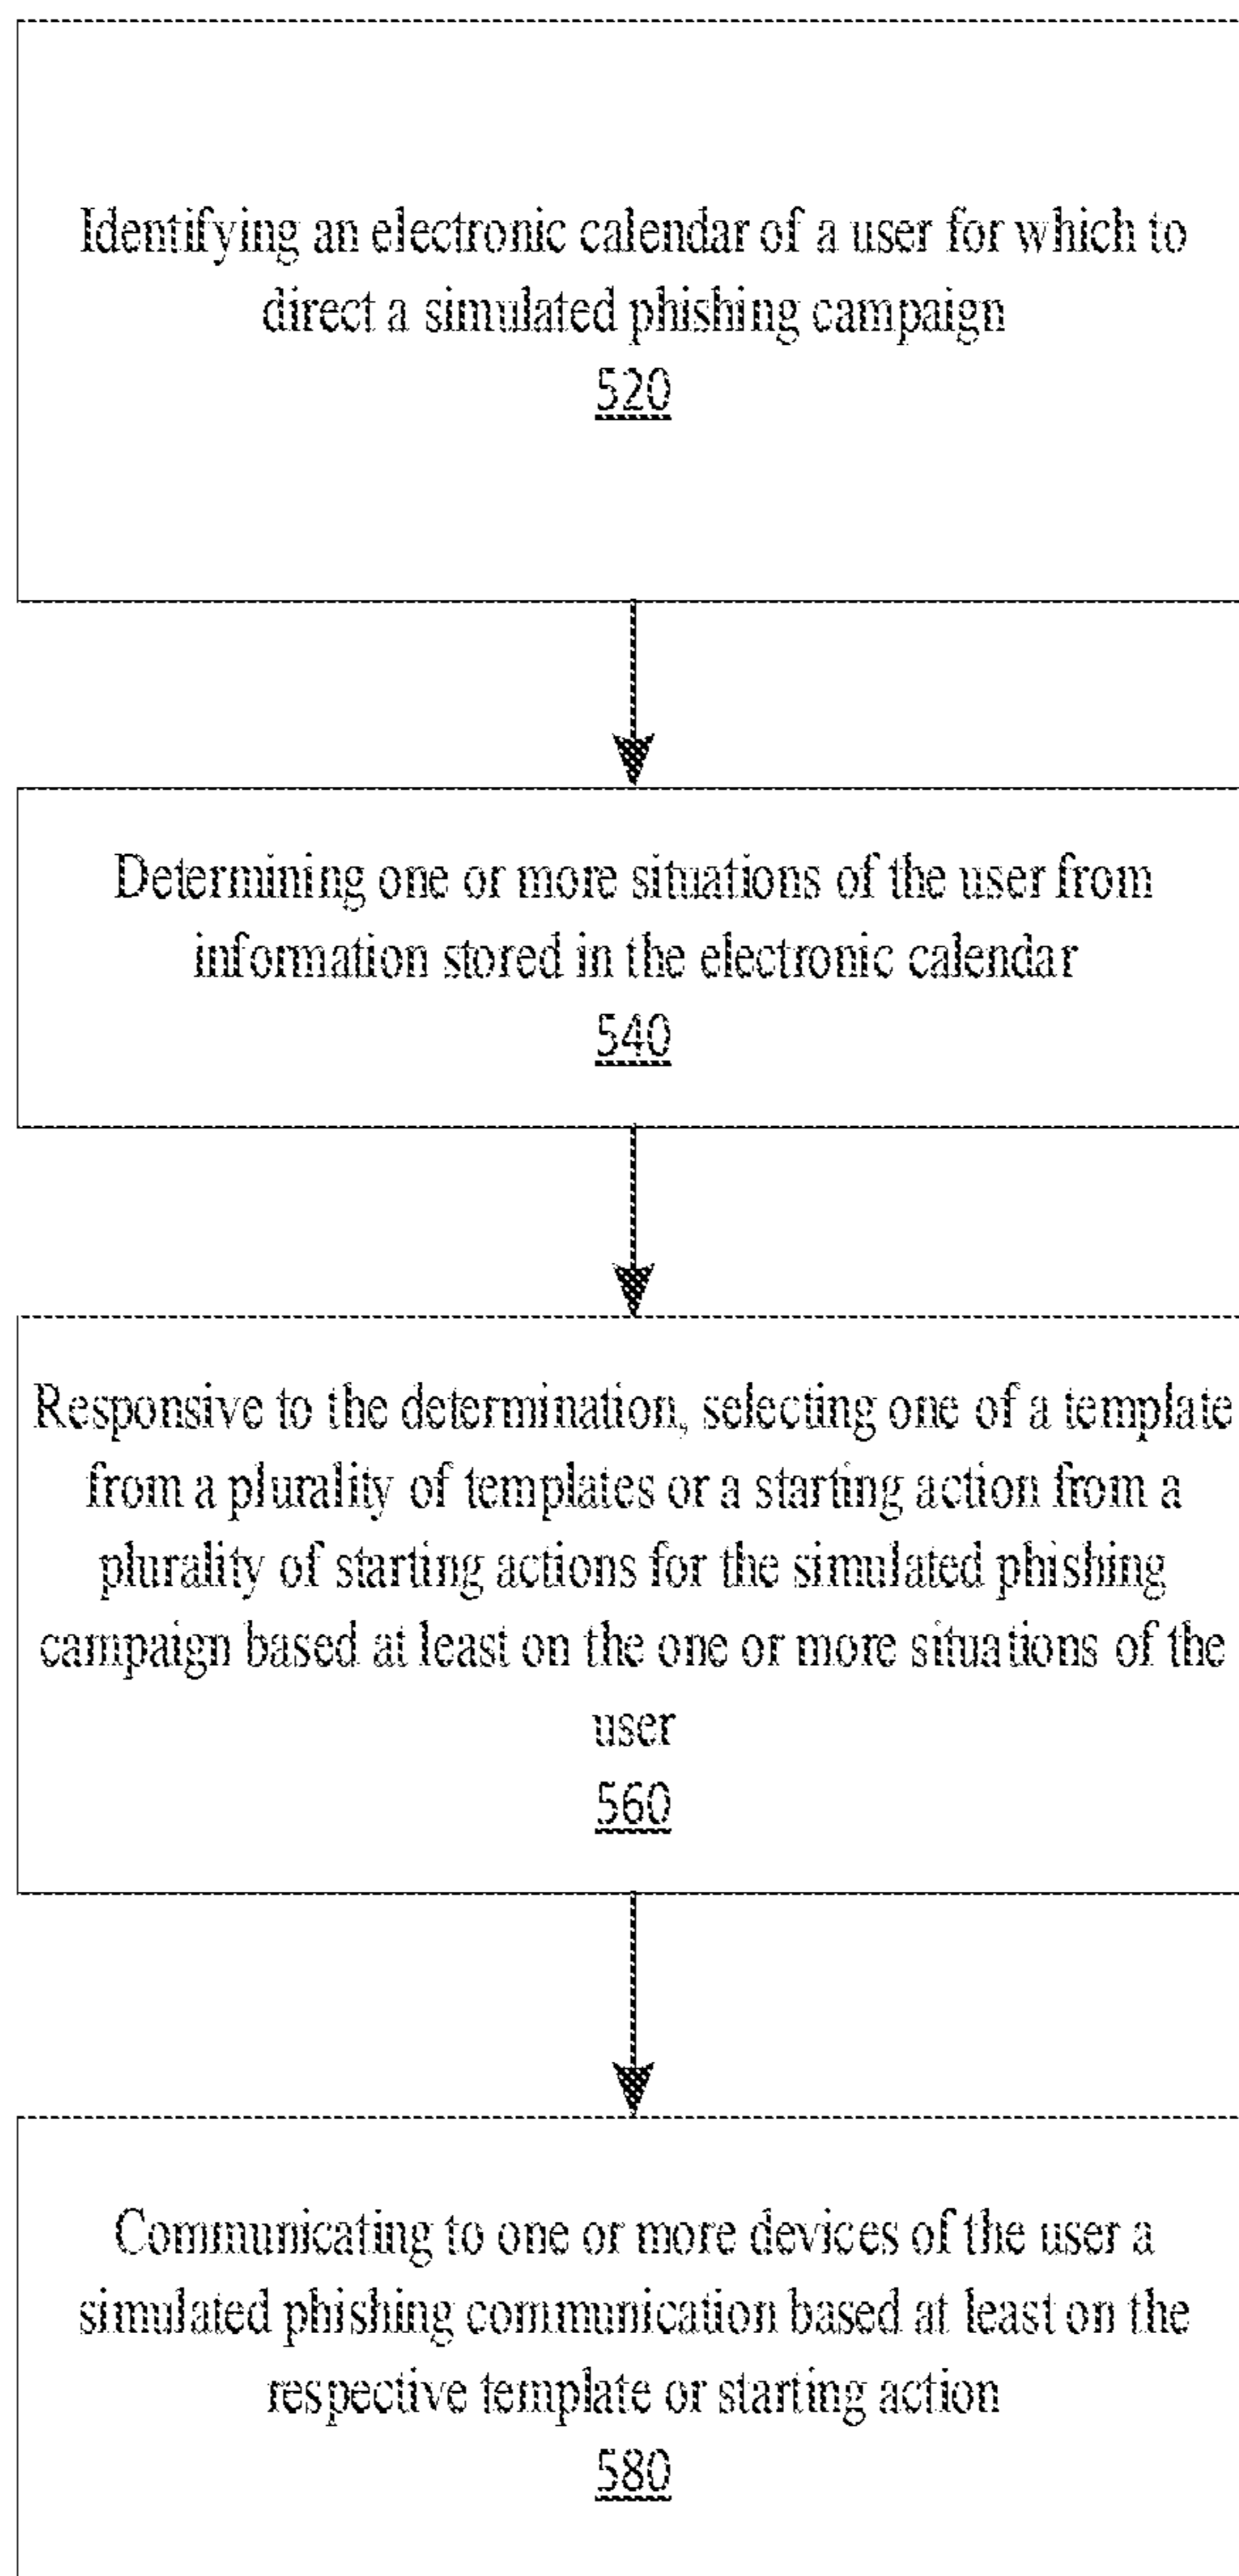 Identifying an electronic calendar of a user for which to
direct a simulated phishing campaign
520
Determining one or more situations of the user from
information stored in the electronic calendar
540
Responsive to the determination, selecting one of a template
from a plurality of templates or a starting action from a
plurality of starting actions for the simulated phishing
campaign based at least on the one or more situations of the
user
560
Communicating to one or more devices of the user a
simulated phishing communication based at least on the
respective template or starting action
580